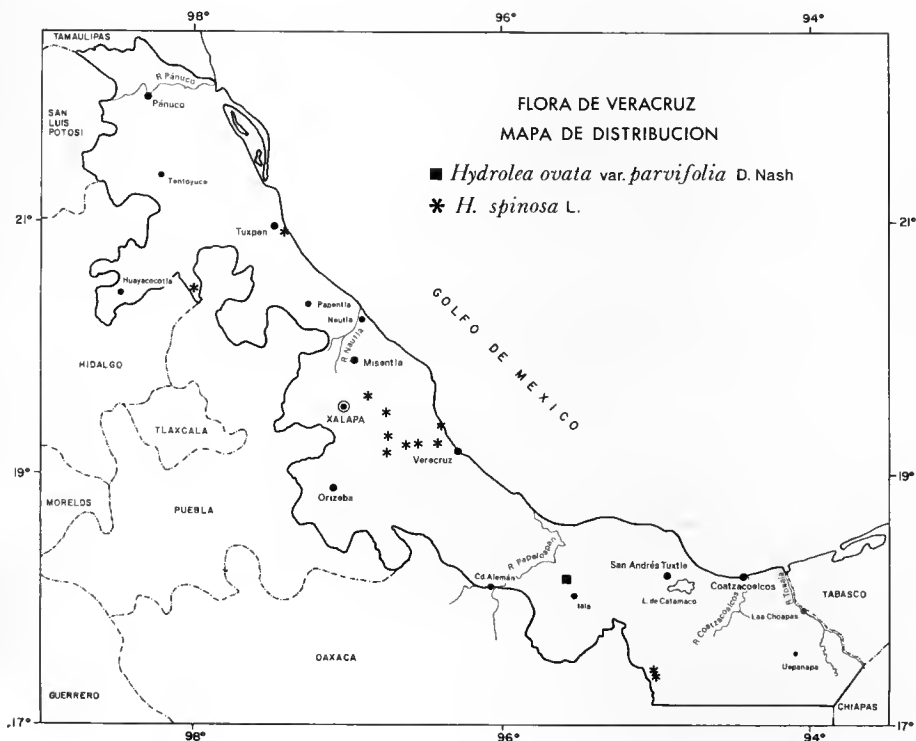 98°
96°
94°
TAMAULIPAS
R Pánuco
Pánuco
SAN LUIS POTOSI
FLORA DE VERACRUZ
MAPA DE DISTRIBUCION
■ Hydrolea ovata var. parvifolia D. Nash
* H. spinosa L.
Tantoyuca
21°
21°
Tuxpan
Huayacocotla
Papantla
Nautla
R Nautla
Misantla
GOLFO DE MEXICO
HIDALGO
XALAPA
TLAXCALA
Veracruz
19°
19°
Orizaba
MORELOS
PUEBLA
R Papaloapan
Cd. Alemán
San Andrés Tuxtla
Coatzacoalcos
Isla
L. de Catamaco
R Tonalá
TABASCO
R Coatzacoalcos
Las Choapas
Uxpanapa
OAXACA
GUERRERO
CHIAPAS
17°
17°
98°
96°
94°